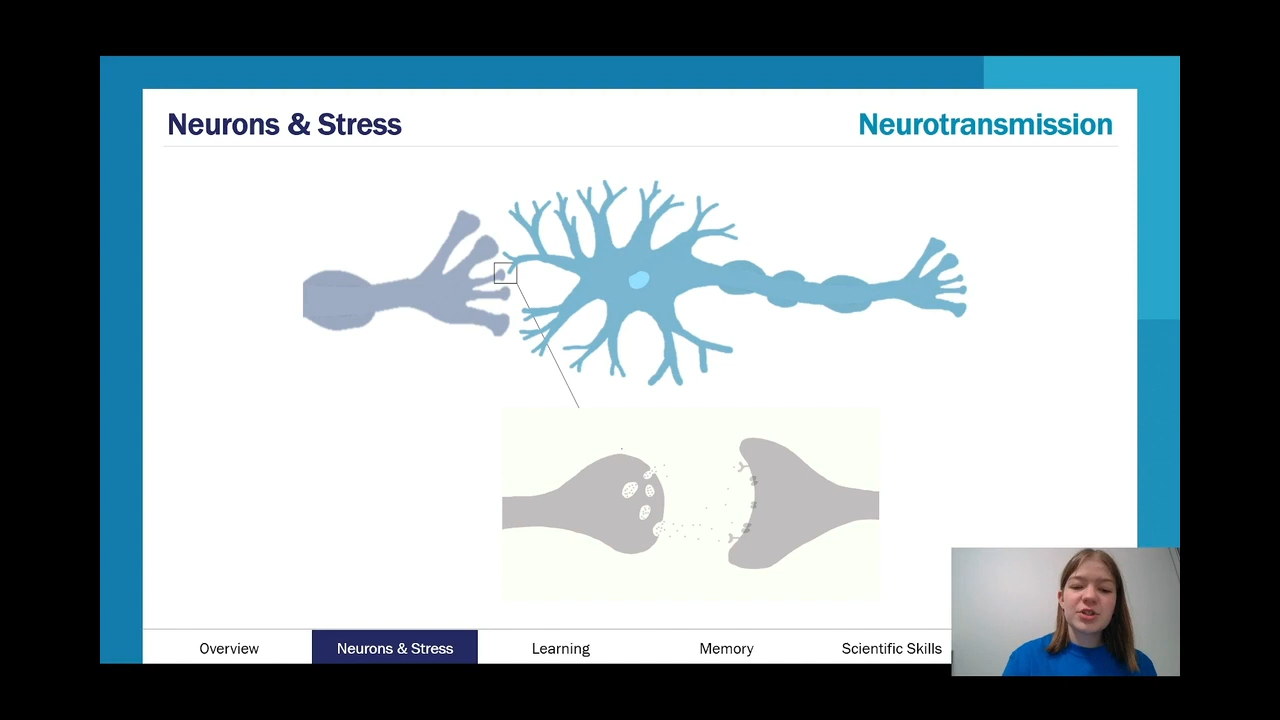 Neurons & Stress
Neurotransmission
Overview
Neurons & Stress
Learning
Memory
Scientific Skills